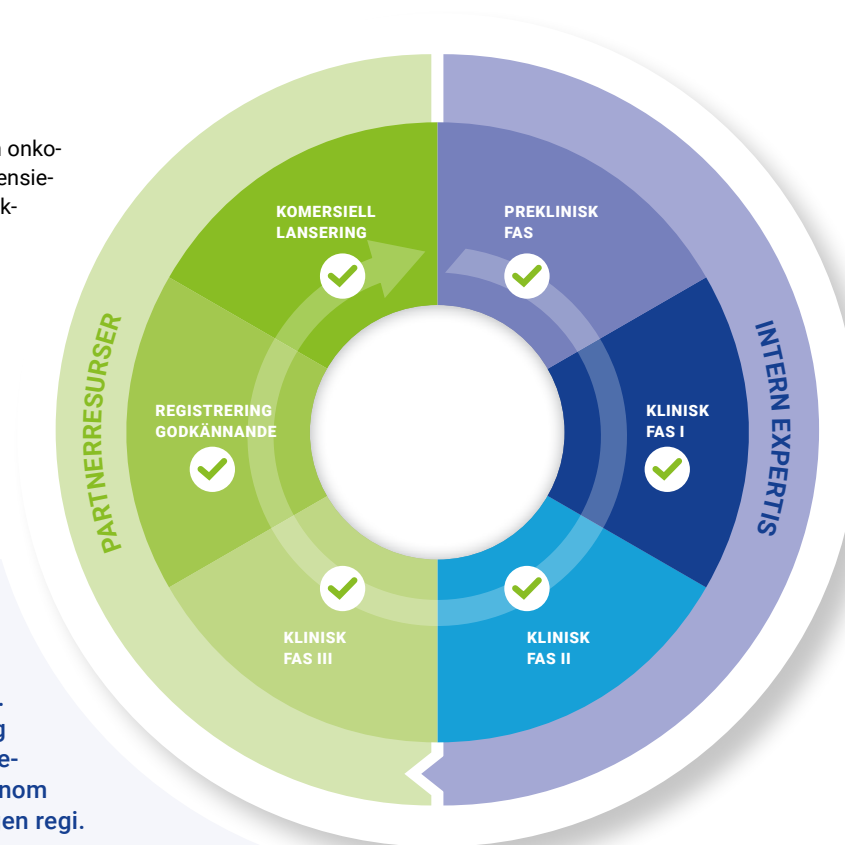 onko-
ensie-
k-
KOMERSIELL
LANSERING
PREKLINISK
FAS
PARTNERRESURSER
INTERN EXPERTIS
REGISTRERING
GODKÄNNANDE
KLINISK
FAS I
KLINISK
FAS III
KLINISK
FAS II
e-
nom
en regi.